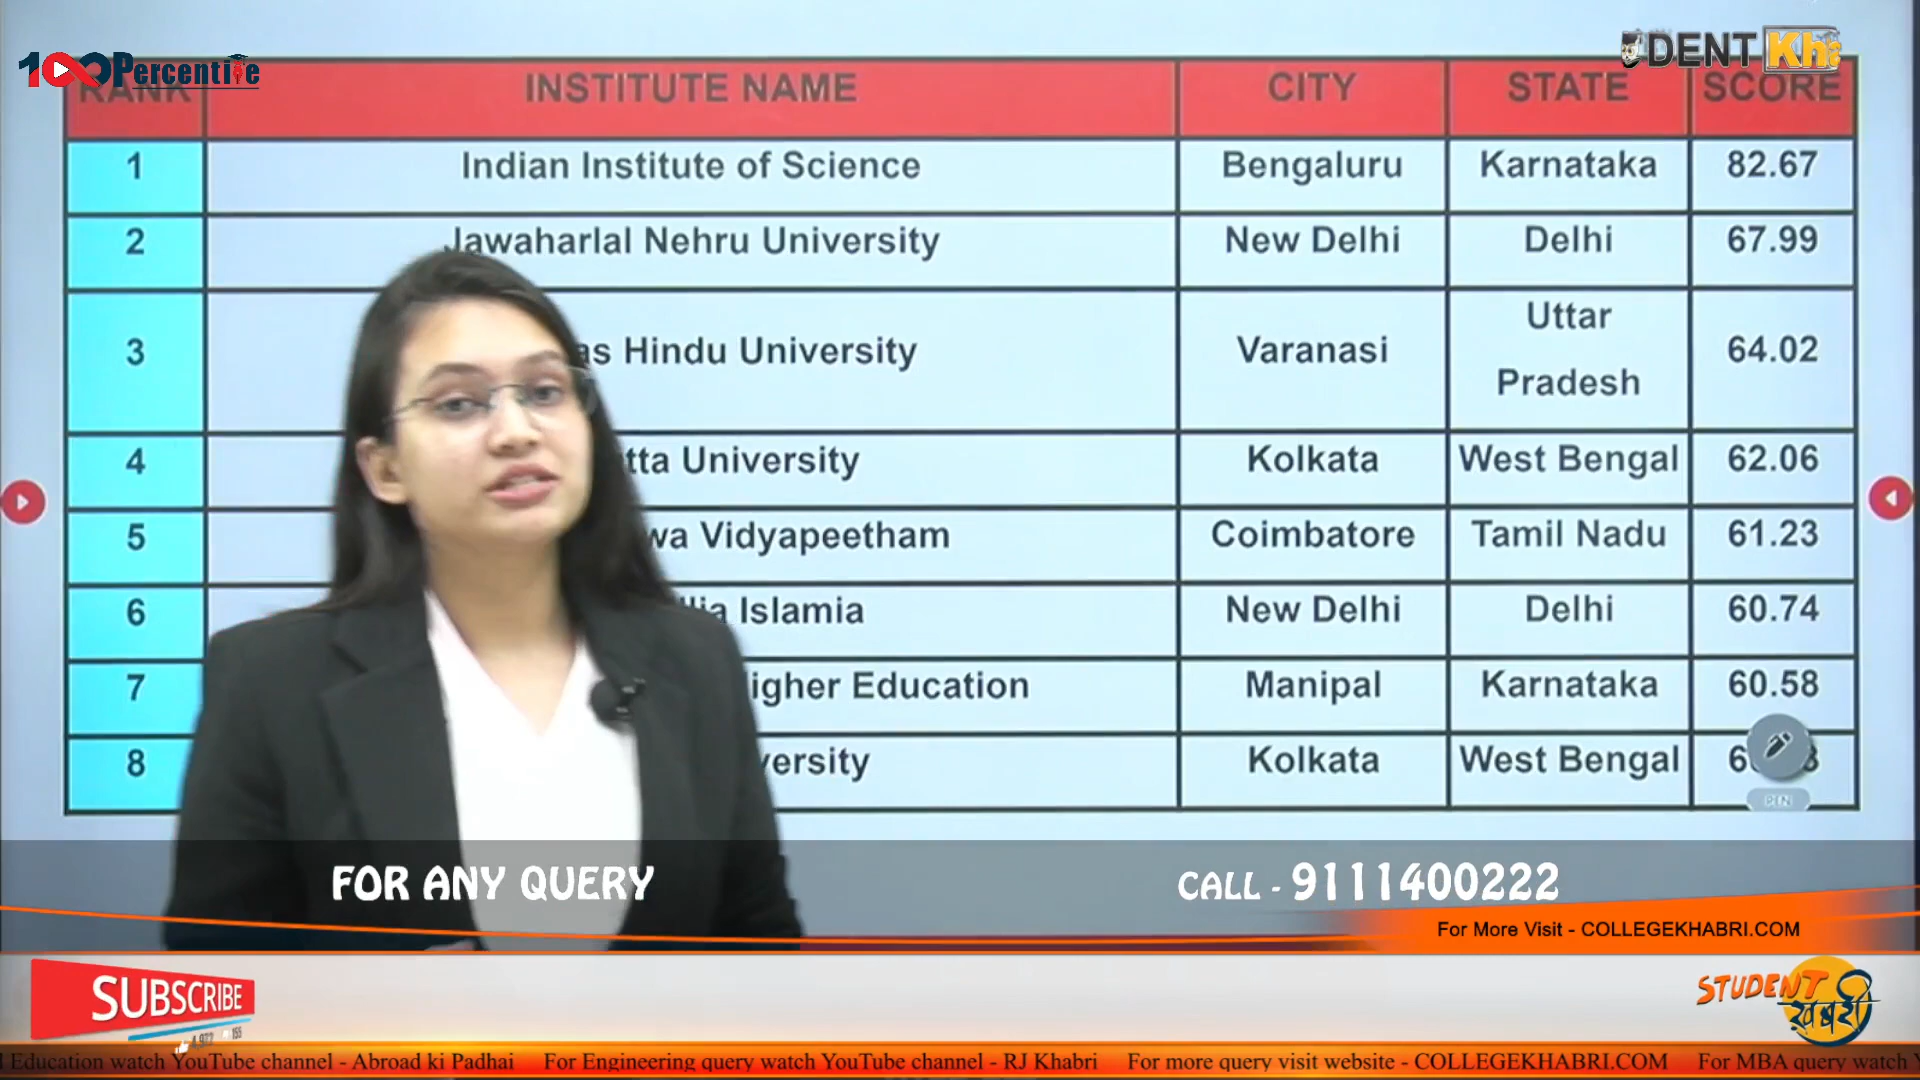 100Percentile
DENT Kha
RANK INSTITUTE NAME CITY STATE SCORE
1 Indian Institute of Science Bengaluru Karnataka 82.67
2 Jawaharlal Nehru University New Delhi Delhi 67.99
3 as Hindu University Varanasi Uttar Pradesh 64.02
4 tta University Kolkata West Bengal 62.06
5 wa Vidyapeetham Coimbatore Tamil Nadu 61.23
6 llia Islamia New Delhi Delhi 60.74
7 igher Education Manipal Karnataka 60.58
8 versity Kolkata West Bengal
PEN
FOR ANY QUERY CALL - 9111400222
For More Visit - COLLEGEKHABRI.COM
SUBSCRIBE
STUDENT
ख़बरी
Education watch YouTube channel - Abroad ki Padhai For Engineering query watch YouTube channel - RJ Khabri For more query visit website - COLLEGEKHABRI.COM For MBA query watch